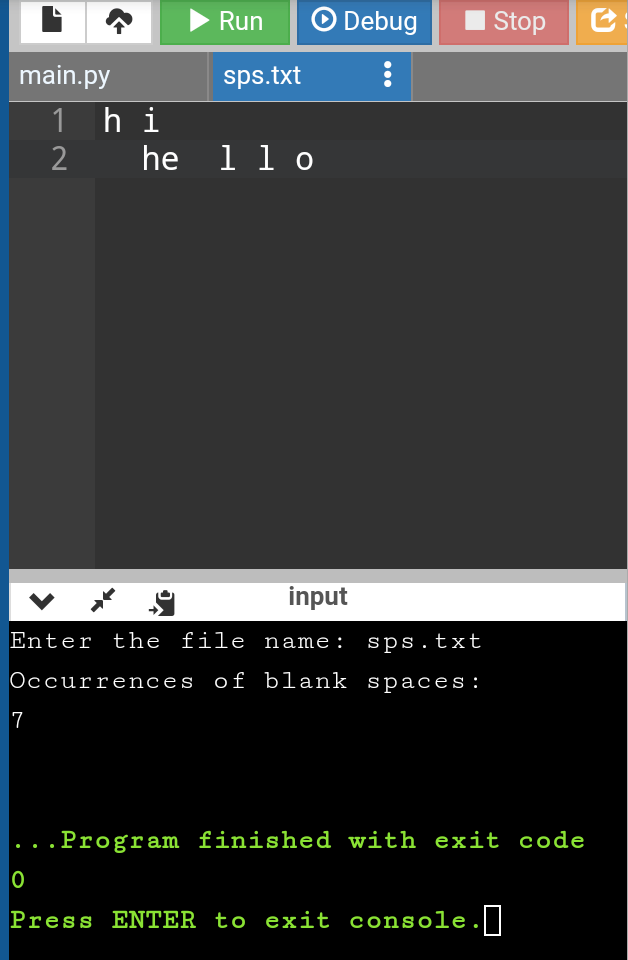 Run Debug Stop
main.py sps.txt
1 h i
2   he  l l o
input
Enter the file name: sps.txt
Occurrences of blank spaces:
7
...Program finished with exit code
0
Press ENTER to exit console.